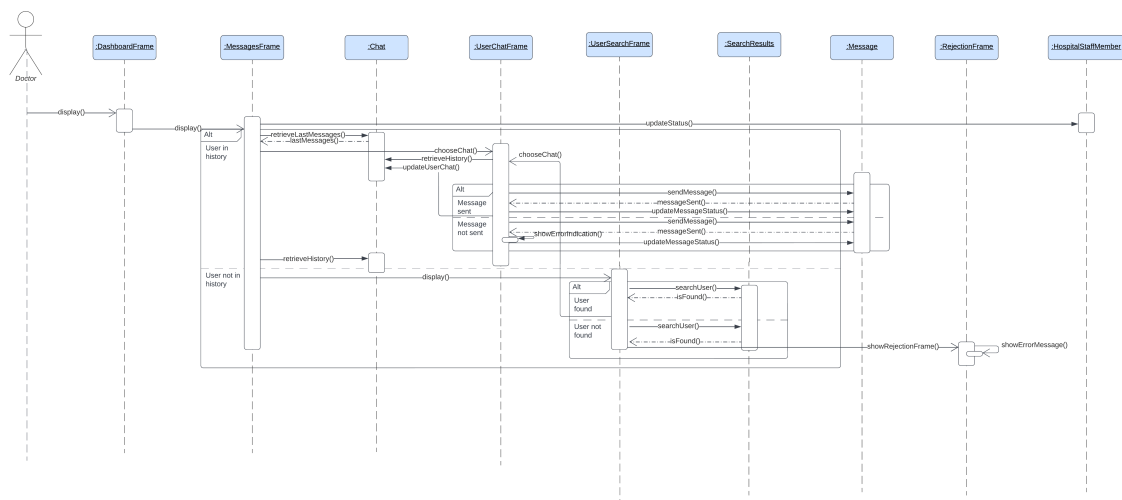 :DashboardFrame
:MessagesFrame
:Chat
:UserChatFrame
:UserSearchFrame
:SearchResults
:Message
:RejectionFrame
:HospitalStaffMember
Doctor
display()
display()
updateStatus()
Alt
User in
history
retrieveLastMessages()
lastMessages()
chooseChat()
retrieveHistory()
chooseChat()
updateUserChat()
Alt
Message
sent
sendMessage()
messageSent()
updateMessageStatus()
Message
not sent
sendMessage()
messageSent()
showErrorIndication()
updateMessageStatus()
retrieveHistory()
User not in
history
display()
Alt
User
found
searchUser()
isFound()
User not
found
searchUser()
isFound()
showRejectionFrame()
showErrorMessage()